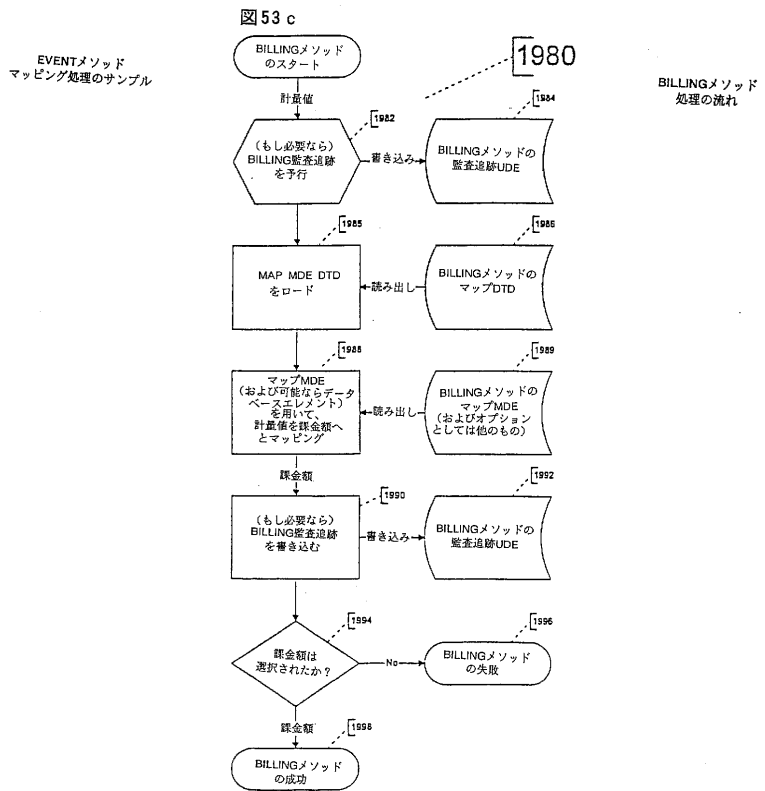 図53c
EVENTメソッド
マッピング処理のサンプル
BILLINGメソッド
のスタート
1980
BILLINGメソッド
処理の流れ
計量値
1982
1984
(もし必要なら)
BILLING監査追跡
を予行
書き込み
BILLINGメソッドの
監査追跡UDE
1985
1986
MAP MDE DTD
をロード
読み出し
BILLINGメソッドの
マップDTD
1988
1989
マップMDE
(および可能ならデータ
ベースエレメント)
を用いて、
計量値を課金額へ
とマッピング
読み出し
BILLINGメソッドの
マップMDE
(およびオプション
としては他のもの)
課金額
1990
1992
(もし必要なら)
BILLING監査追跡
を書き込む
書き込み
BILLINGメソッドの
監査追跡UDE
1994
1996
課金額は
選択されたか?
No
BILLINGメソッド
の失敗
課金額
1998
BILLINGメソッド
の成功